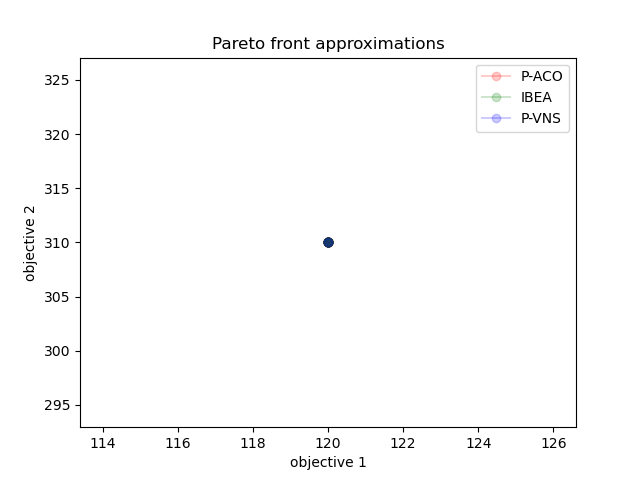 Pareto front approximations
325
320
315
310
305
300
295
objective 2
P-ACO
IBEA
P-VNS
114 116 118 120 122 124 126
objective 1